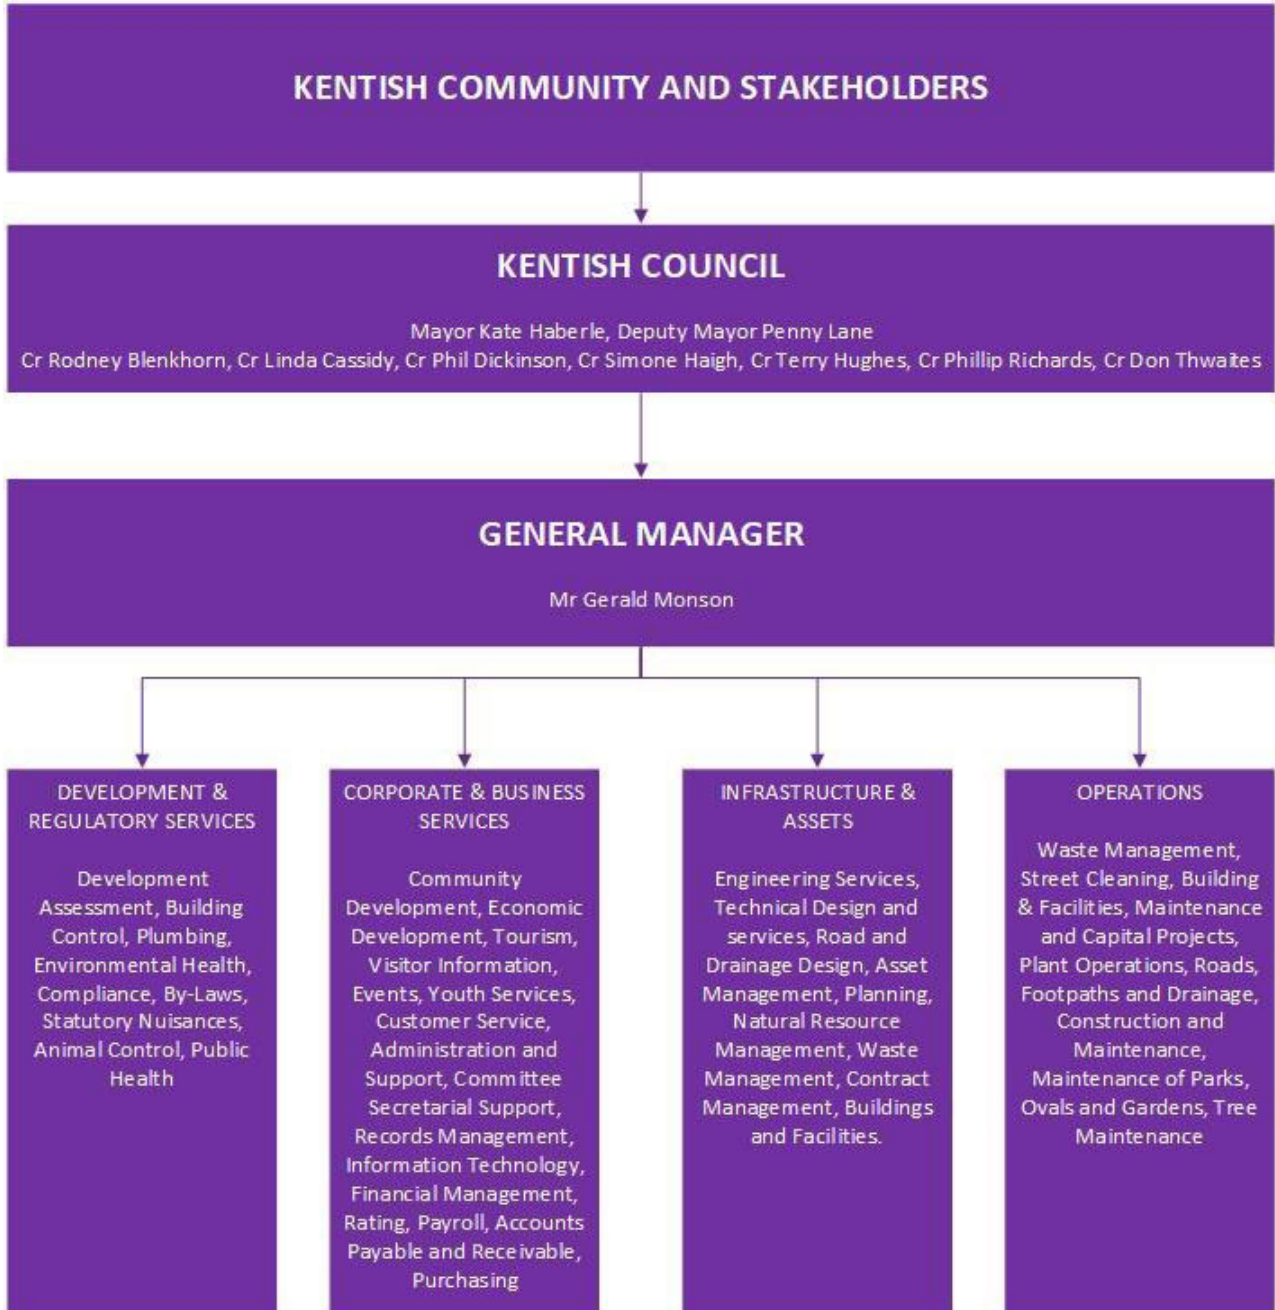 KENTISH COMMUNITY AND STAKEHOLDERS
KENTISH COUNCIL
Mayor Kate Haberle, Deputy Mayor Penny Lane
Cr Rodney Blenkhorn, Cr Linda Cassidy, Cr Phil Dickinson, Cr Simone Haigh, Cr Terry Hughes, Cr Phillip Richards, Cr Don Thwaites
GENERAL MANAGER
Mr Gerald Monson
DEVELOPMENT &
REGULATORY SERVICES
Development
Assessment, Building
Control, Plumbing,
Environmental Health,
Compliance, By-Laws,
Statutory Nuisances,
Animal Control, Public
Health
CORPORATE & BUSINESS
SERVICES
Community
Development, Economic
Development, Tourism,
Visitor Information,
Events, Youth Services,
Customer Service,
Administration and
Support, Committee
Secretarial Support,
Records Management,
Information Technology,
Financial Management,
Rating, Payroll, Accounts
Payable and Receivable,
Purchasing
INFRASTRUCTURE &
ASSETS
Engineering Services,
Technical Design and
services, Road and
Drainage Design, Asset
Management, Planning,
Natural Resource
Management, Waste
Management, Contract
Management, Buildings
and Facilities.
OPERATIONS
Waste Management,
Street Cleaning, Building
& Facilities, Maintenance
and Capital Projects,
Plant Operations, Roads,
Footpaths and Drainage,
Construction and
Maintenance,
Maintenance of Parks,
Ovals and Gardens, Tree
Maintenance